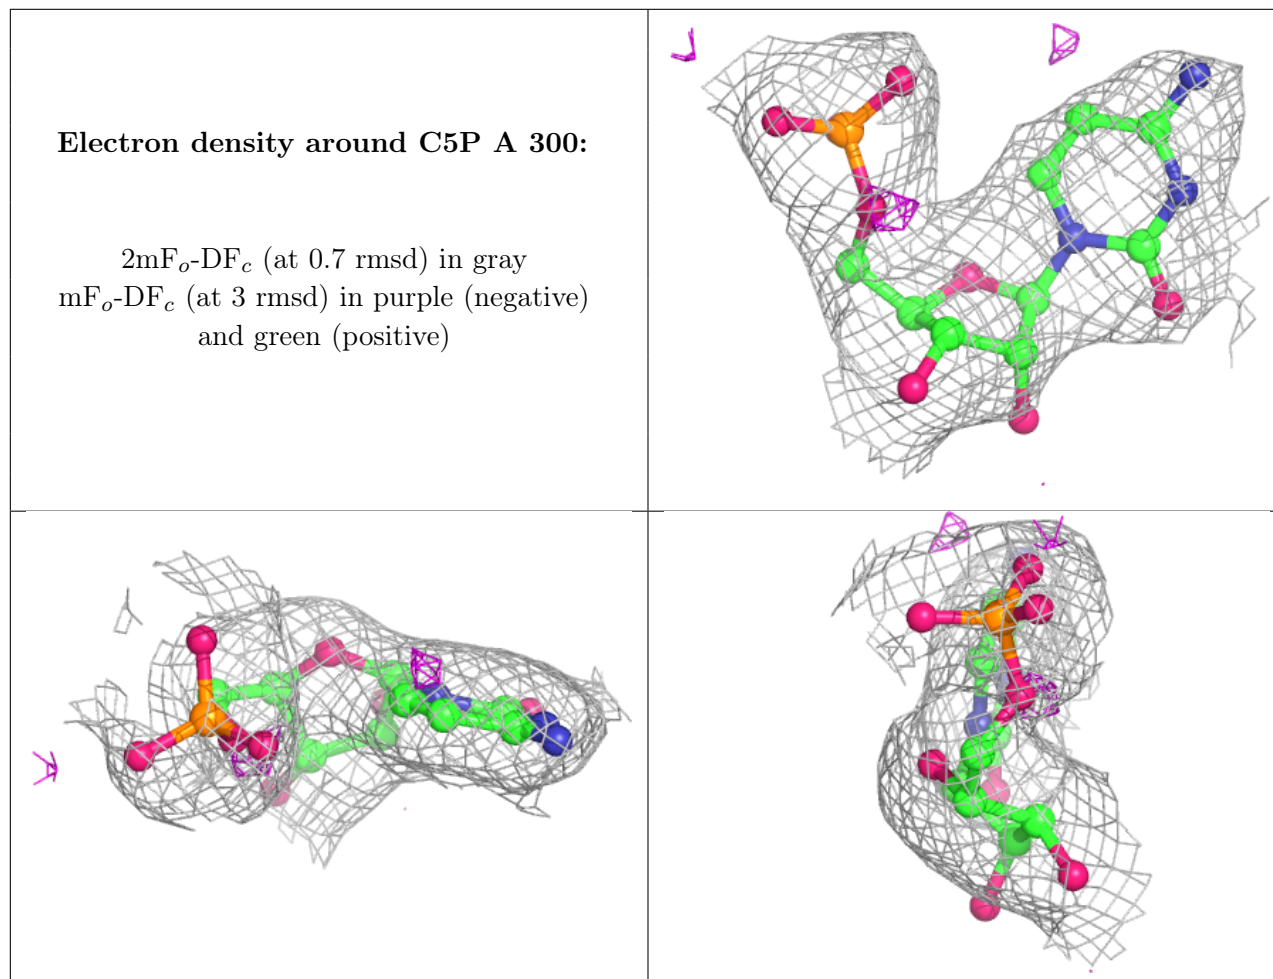 Electron density around C5P A 300:
2mFo-DFc (at 0.7 rmsd) in gray
mFo-DFc (at 3 rmsd) in purple (negative)
and green (positive)